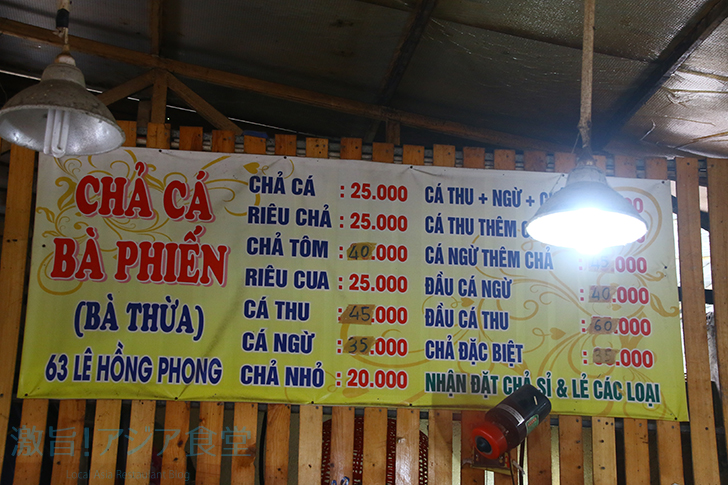 CHẢ CÁ
BÀ PHIẾN
(BÀ THỪA)
63 LÊ HỒNG PHONG
CHẢ CÁ : 25.000
RIÊU CHẢ : 25.000
CHẢ TÔM : 40.000
RIÊU CUA : 25.000
CÁ THU : 45.000
CÁ NGỪ : 35.000
CHẢ NHỎ : 20.000
CÁ THU + NGỪ +
CÁ THU THÊM
CÁ NGỪ THÊM CHẢ
ĐẦU CÁ NGỪ : 40.000
ĐẦU CÁ THU : 60.000
CHẢ ĐẶC BIỆT : 35.000
NHẬN ĐẶT CHẢ SỈ & LẺ CÁC LOẠI
激旨!アジア食堂